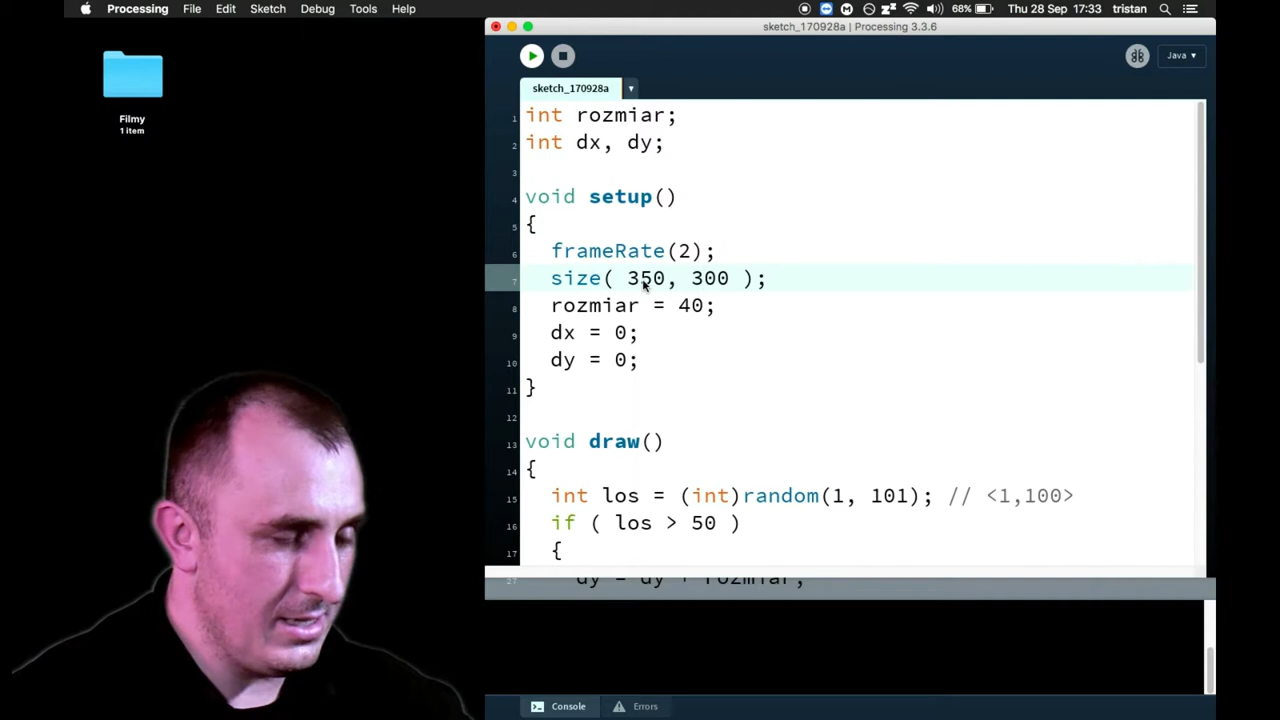 Processing File Edit Sketch Debug Tools Help 68% Thu 28 Sep 17:33 tristan
sketch_170928a | Processing 3.3.6
Filmy
1 item
Java
sketch_170928a
1 int rozmiar;
2 int dx, dy;
3
4 void setup()
5 {
6 frameRate(2);
7 size( 350, 300 );
8 rozmiar = 40;
9 dx = 0;
10 dy = 0;
11 }
12
13 void draw()
14 {
15 int los = (int)random(1, 101); // <1,100>
16 if ( los > 50 )
17 {
27 dy = dy + rozmiar;
Console Errors